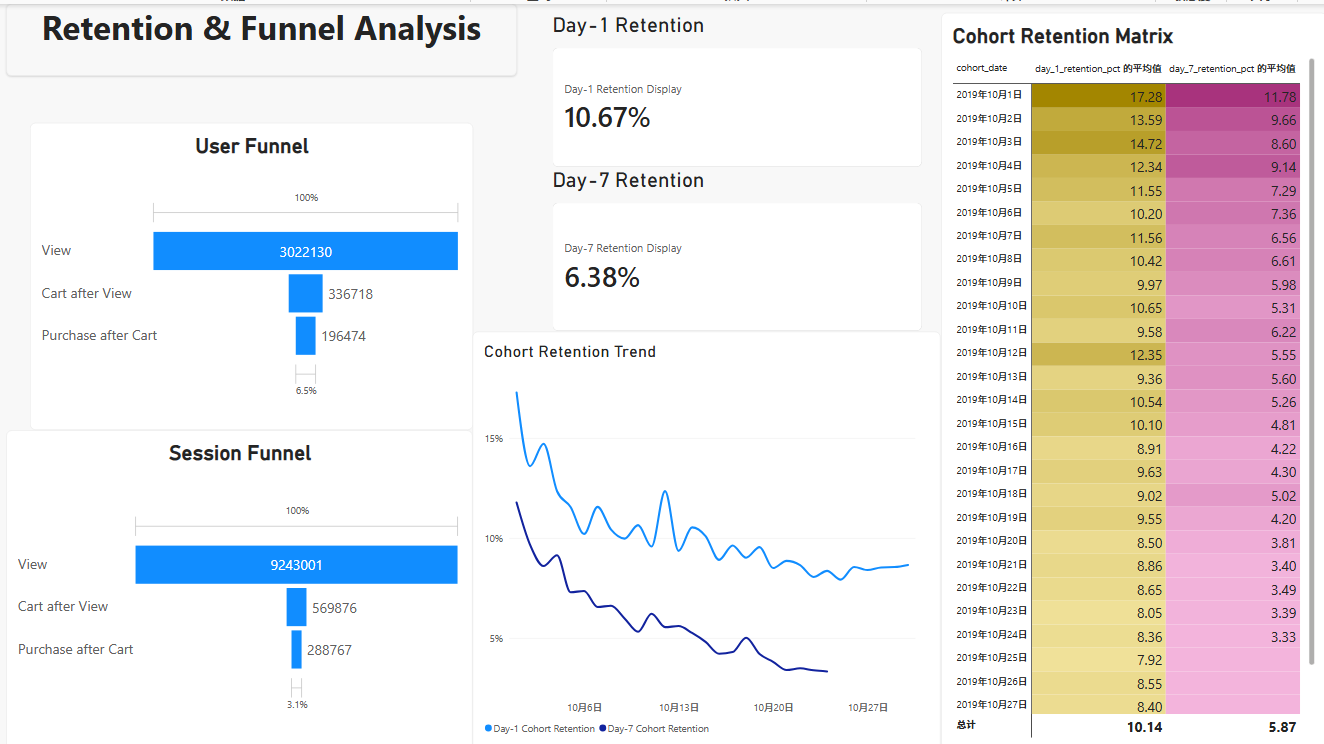 Retention & Funnel Analysis
User Funnel
100%
View
3022130
Cart after View
336718
Purchase after Cart
196474
6.5%
Session Funnel
100%
View
9243001
Cart after View
569876
Purchase after Cart
288767
3.1%
Day-1 Retention
Day-1 Retention Display
10.67%
Day-7 Retention
Day-7 Retention Display
6.38%
Cohort Retention Trend
15%
10%
5%
10月6日 10月13日 10月20日 10月27日
Day-1 Cohort Retention Day-7 Cohort Retention
Cohort Retention Matrix
cohort_date day_1_retention_pct 的平均值 day_7_retention_pct 的平均值
2019年10月1日 17.28 11.78
2019年10月2日 13.59 9.66
2019年10月3日 14.72 8.60
2019年10月4日 12.34 9.14
2019年10月5日 11.55 7.29
2019年10月6日 10.20 7.36
2019年10月7日 11.56 6.56
2019年10月8日 10.42 6.61
2019年10月9日 9.97 5.98
2019年10月10日 10.65 5.31
2019年10月11日 9.58 6.22
2019年10月12日 12.35 5.55
2019年10月13日 9.36 5.60
2019年10月14日 10.54 5.26
2019年10月15日 10.10 4.81
2019年10月16日 8.91 4.22
2019年10月17日 9.63 4.30
2019年10月18日 9.02 5.02
2019年10月19日 9.55 4.20
2019年10月20日 8.50 3.81
2019年10月21日 8.86 3.40
2019年10月22日 8.65 3.49
2019年10月23日 8.05 3.39
2019年10月24日 8.36 3.33
2019年10月25日 7.92
2019年10月26日 8.55
2019年10月27日 8.40
总计 10.14 5.87